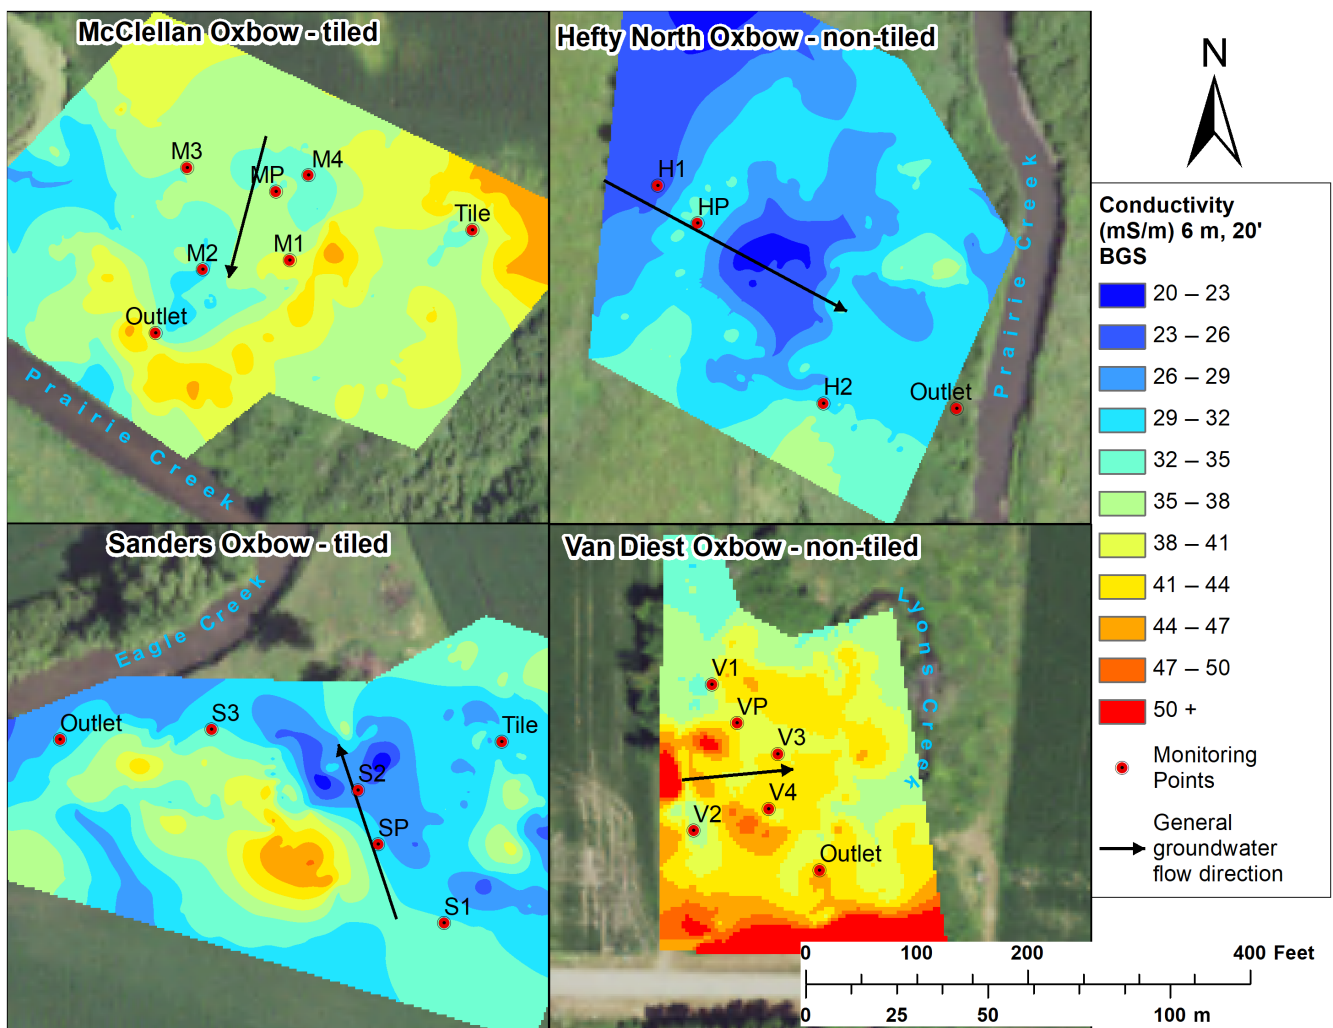 McClellan Oxbow - tiled
M3
MP
M4
Tile
M2
M1
Outlet
Prairie Creek
Hefty North Oxbow - non-tiled
H1
HP
H2
Outlet
Prairie Creek
Sanders Oxbow - tiled
Eagle Creek
Outlet
S3
Tile
S2
SP
S1
Van Diest Oxbow - non-tiled
Lyons Creek
V1
VP
V3
V4
V2
Outlet
N
Conductivity
(mS/m) 6 m, 20'
BGS
20 – 23
23 – 26
26 – 29
29 – 32
32 – 35
35 – 38
38 – 41
41 – 44
44 – 47
47 – 50
50 +
Monitoring
Points
General
groundwater
flow direction
0 100 200 400 Feet
0 25 50 100 m